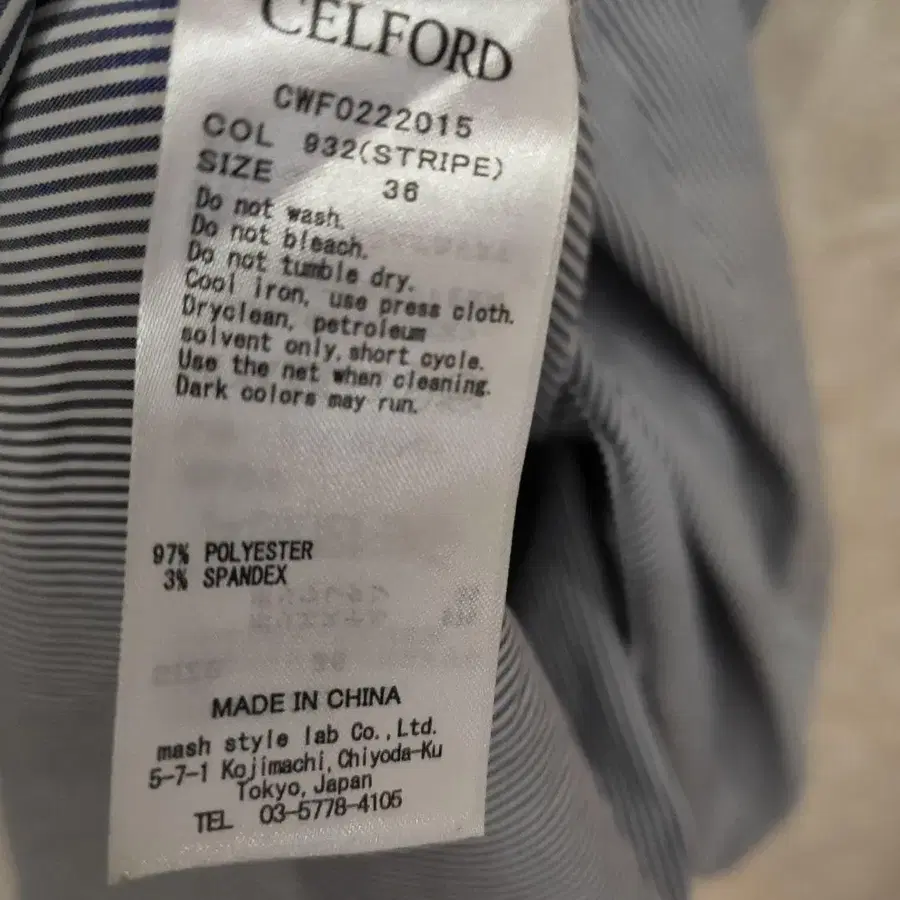 CELFORD
CWF0222015
COL 932(STRIPE)
SIZE 36
Do not wash.
Do not bleach.
Do not tumble dry.
Cool iron, use press cloth.
Dryclean, petroleum
solvent only, short cycle.
Use the net when cleaning.
Dark colors may run.
97% POLYESTER
3% SPANDEX
MADE IN CHINA
mash style lab Co., Ltd.
5-7-1 Kojimachi, Chiyoda-Ku
Tokyo, Japan
TEL 03-5778-4105